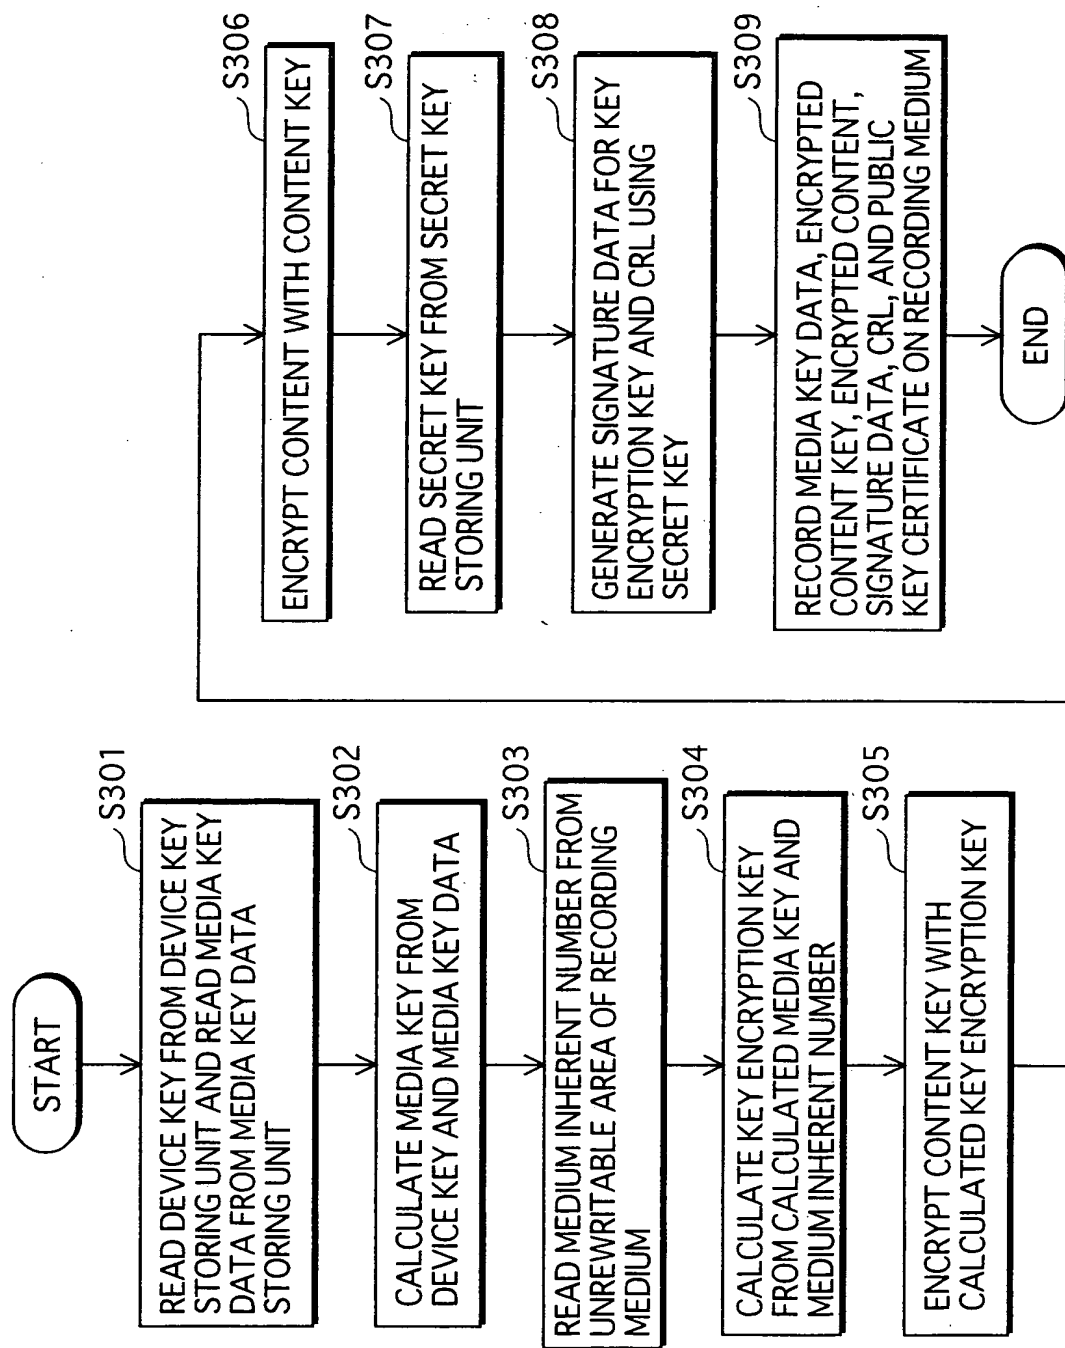 START
S301
READ DEVICE KEY FROM DEVICE KEY
STORING UNIT AND READ MEDIA KEY
DATA FROM MEDIA KEY DATA
STORING UNIT
S302
CALCULATE MEDIA KEY FROM
DEVICE KEY AND MEDIA KEY DATA
S303
READ MEDIUM INHERENT NUMBER FROM
UNREWRITABLE AREA OF RECORDING
MEDIUM
S304
CALCULATE KEY ENCRYPTION KEY
FROM CALCULATED MEDIA KEY AND
MEDIUM INHERENT NUMBER
S305
ENCRYPT CONTENT KEY WITH
CALCULATED KEY ENCRYPTION KEY
S306
ENCRYPT CONTENT WITH CONTENT KEY
S307
READ SECRET KEY FROM SECRET KEY
STORING UNIT
S308
GENERATE SIGNATURE DATA FOR KEY
ENCRYPTION KEY AND CRL USING
SECRET KEY
S309
RECORD MEDIA KEY DATA, ENCRYPTED
CONTENT KEY, ENCRYPTED CONTENT,
SIGNATURE DATA, CRL, AND PUBLIC
KEY CERTIFICATE ON RECORDING MEDIUM
END